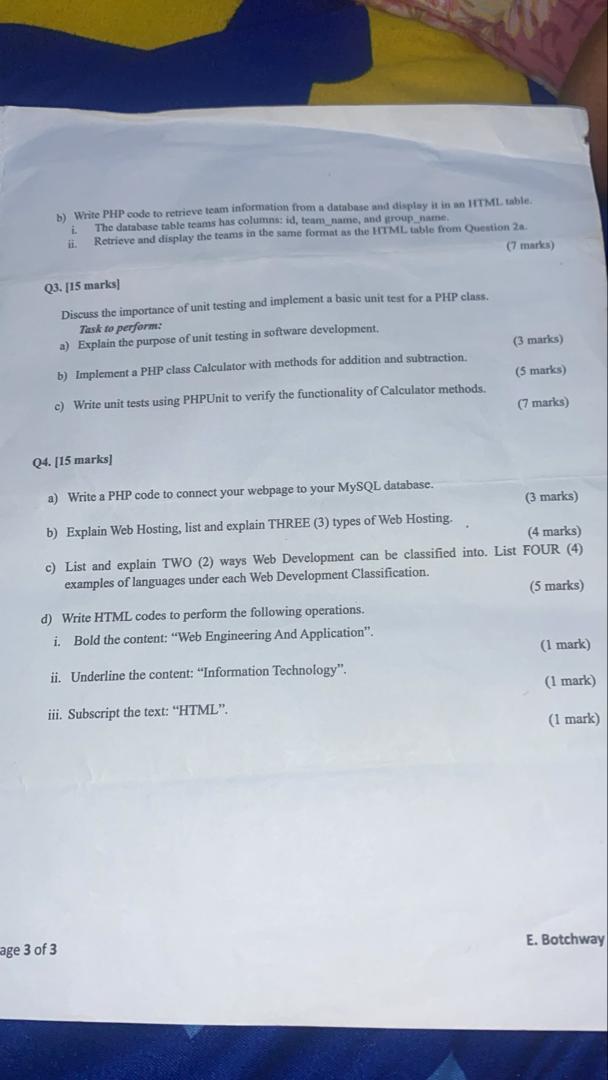 b) Write PHP code to retrieve team information from a database and display it in an HTML table.
i. The database table teams has columns: id, team_name, and group_name.
ii. Retrieve and display the teams in the same format as the HTML table from Question 2a.
(7 marks)
Q3. [15 marks]
Discuss the importance of unit testing and implement a basic unit test for a PHP class.
Task to perform:
a) Explain the purpose of unit testing in software development.
(3 marks)
b) Implement a PHP class Calculator with methods for addition and subtraction.
(5 marks)
c) Write unit tests using PHPUnit to verify the functionality of Calculator methods.
(7 marks)
Q4. [15 marks]
a) Write a PHP code to connect your webpage to your MySQL database.
(3 marks)
b) Explain Web Hosting, list and explain THREE (3) types of Web Hosting.
(4 marks)
c) List and explain TWO (2) ways Web Development can be classified into. List FOUR (4)
examples of languages under each Web Development Classification.
(5 marks)
d) Write HTML codes to perform the following operations.
i. Bold the content: “Web Engineering And Application”.
(1 mark)
ii. Underline the content: “Information Technology”.
(1 mark)
iii. Subscript the text: “HTML”.
(1 mark)
age 3 of 3
E. Botchway